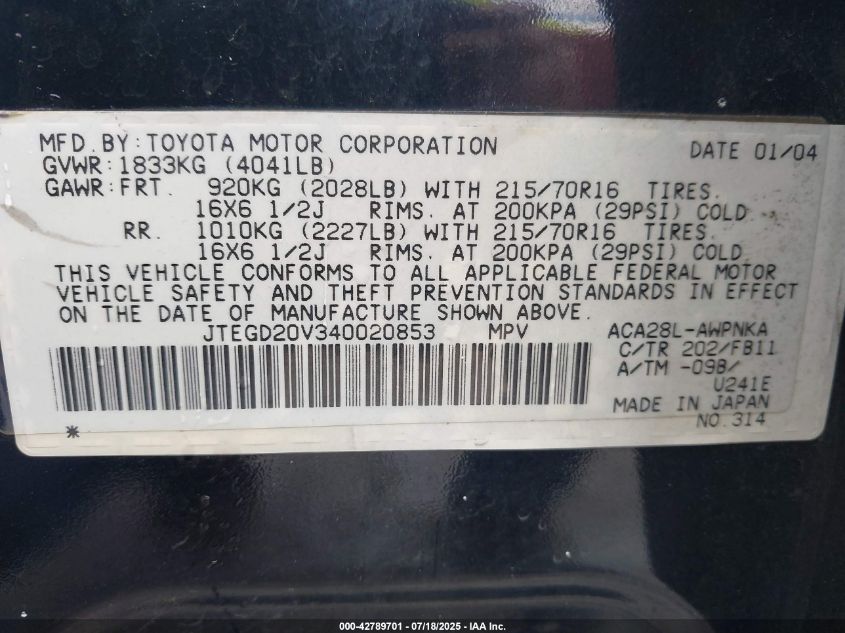 MFD.BY:TOYOTA MOTOR CORPORATION DATE 01/04
GVWR:1833KG (4041LB)
GAWR:FRT. 920KG (2028LB) WITH 215/70R16 TIRES.
16X6 1/2J RIMS. AT 200KPA (29PSI) COLD
RR. 1010KG (2227LB) WITH 215/70R16 TIRES.
16X6 1/2J RIMS. AT 200KPA (29PSI) COLD
THIS VEHICLE CONFORMS TO ALL APPLICABLE FEDERAL MOTOR
VEHICLE SAFETY AND THEFT PREVENTION STANDARDS IN EFFECT
ON THE DATE OF MANUFACTURE SHOWN ABOVE.
JTEGD20V340020853 MPV ACA28L-AWPNKA
C/TR 202/FB11
A/TM -09B/
U241E
MADE IN JAPAN
NO.314
*
000-42789701 - 07/18/2025 - IAA Inc.